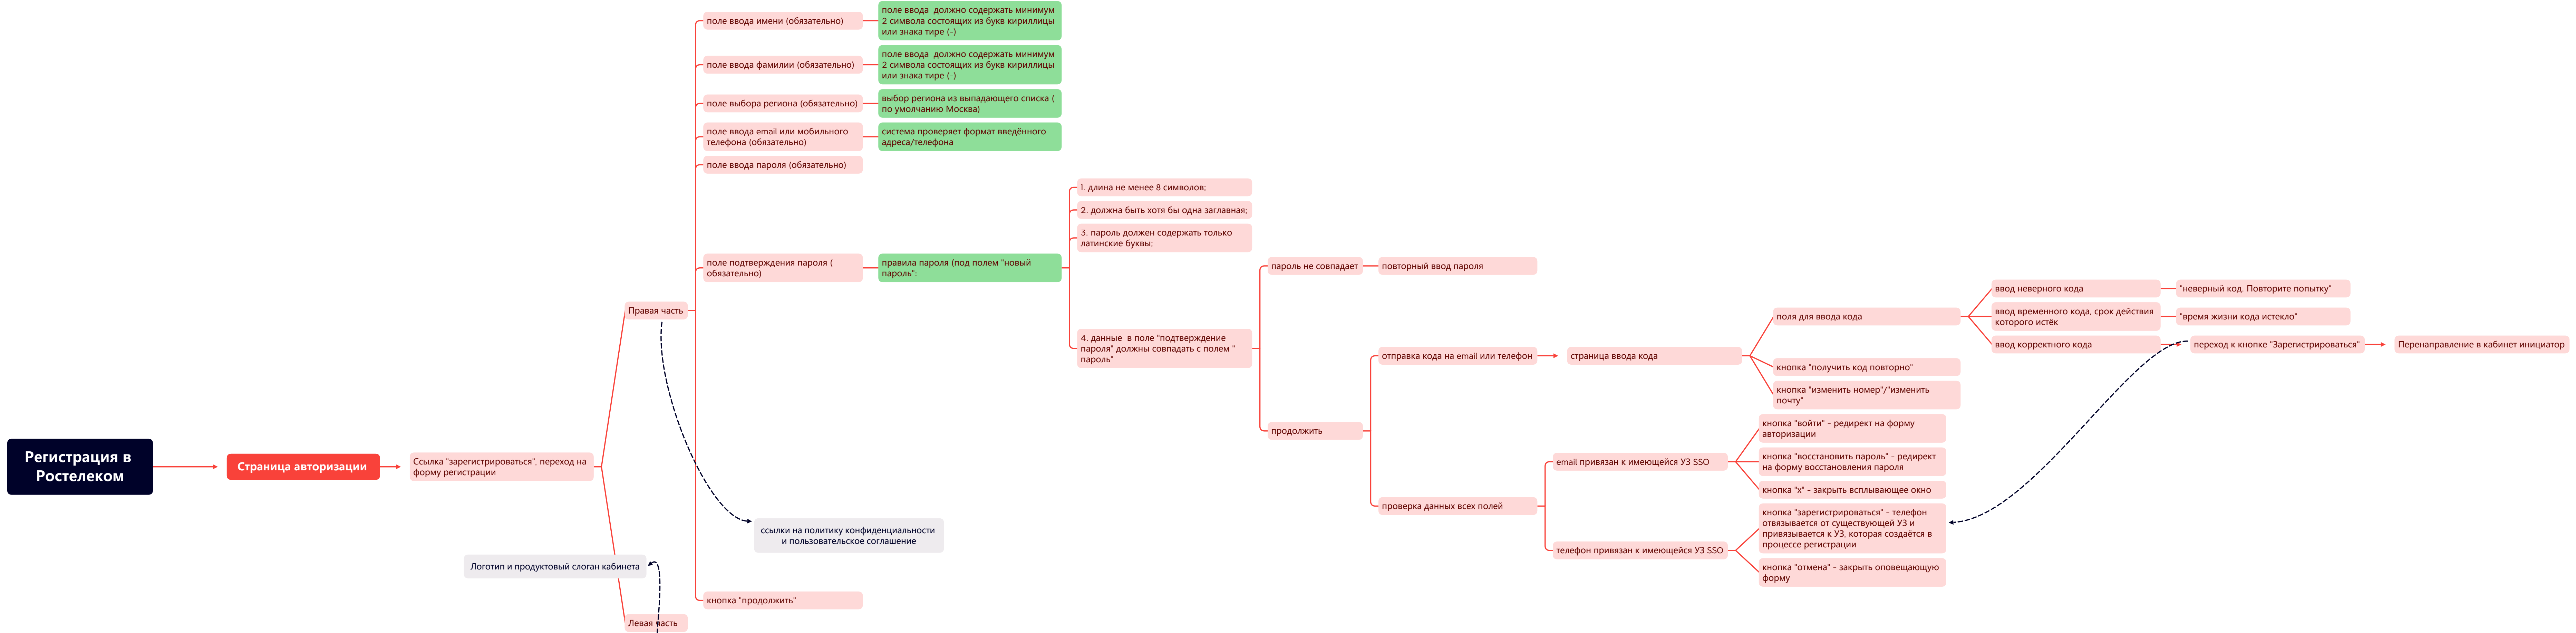 Регистрация в
Ростелеком
Страница авторизации
Ссылка "зарегистрироваться", переход на
форму регистрации
Правая часть
поле ввода имени (обязательно)
поле ввода  должно содержать минимум
2 символа состоящих из букв кириллицы
или знака тире (-)
поле ввода фамилии (обязательно)
поле ввода  должно содержать минимум
2 символа состоящих из букв кириллицы
или знака тире (-)
поле выбора региона (обязательно)
выбор региона из выпадающего списка (
по умолчанию Москва)
поле ввода email или мобильного
телефона (обязательно)
система проверяет формат введённого
адреса/телефона
поле ввода пароля (обязательно)
поле подтверждения пароля (
обязательно)
правила пароля (под полем "новый
пароль":
1. длина не менее 8 символов;
2. должна быть хотя бы одна заглавная;
3. пароль должен содержать только
латинские буквы;
4. данные  в поле "подтверждение
пароля" должны совпадать с полем "
пароль"
пароль не совпадает
повторный ввод пароля
продолжить
отправка кода на email или телефон
страница ввода кода
поля для ввода кода
ввод неверного кода
"неверный код. Повторите попытку"
ввод временного кода, срок действия
которого истёк
"время жизни кода истекло"
ввод корректного кода
переход к кнопке "Зарегистрироваться"
Перенаправление в кабинет инициатор
кнопка "получить код повторно"
кнопка "изменить номер"/"изменить
почту"
проверка данных всех полей
email привязан к имеющейся УЗ SSO
кнопка "войти" - редирект на форму
авторизации
кнопка "восстановить пароль" - редирект
на форму восстановления пароля
кнопка "х" - закрыть всплывающее окно
телефон привязан к имеющейся УЗ SSO
кнопка "зарегистрироваться" - телефон
отвязывается от существующей УЗ и
привязывается к УЗ, которая создаётся в
процессе регистрации
кнопка "отмена" - закрыть оповещающую
форму
кнопка "продолжить"
ссылки на политику конфиденциальности
и пользовательское соглашение
Логотип и продуктовый слоган кабинета
Левая часть